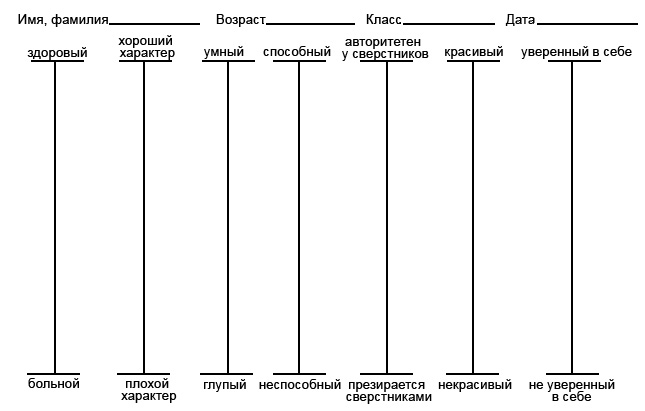 Имя, фамилия Возраст Класс Дата
здоровый
хороший
характер
умный
способный
авторитетен
у сверстников
красивый
уверенный в себе
больной
плохой
характер
глупый
неспособный
презирается
сверстниками
некрасивый
не уверенный
в себе